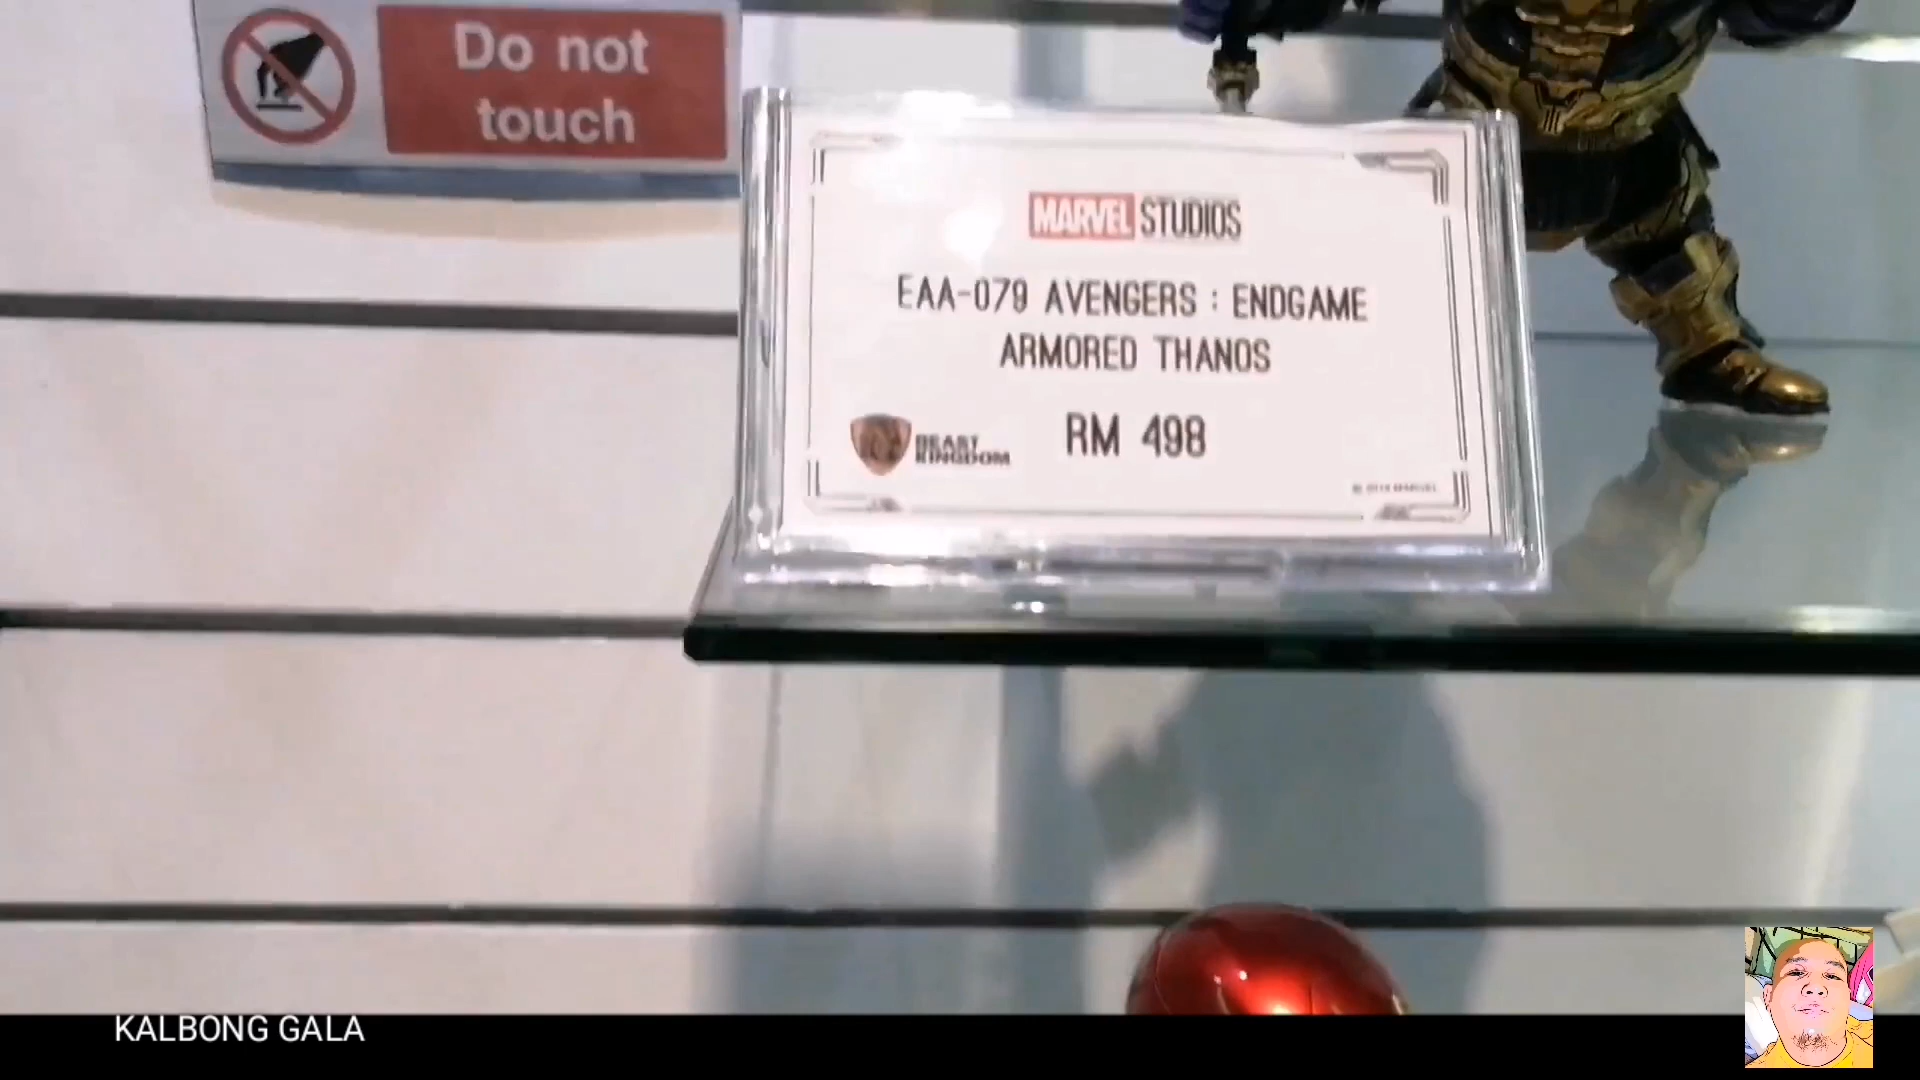 Do not
touch
MARVEL STUDIOS
EAA-079 AVENGERS : ENDGAME
ARMORED THANOS
BEAST
KINGDOM
RM 498
KALBONG GALA